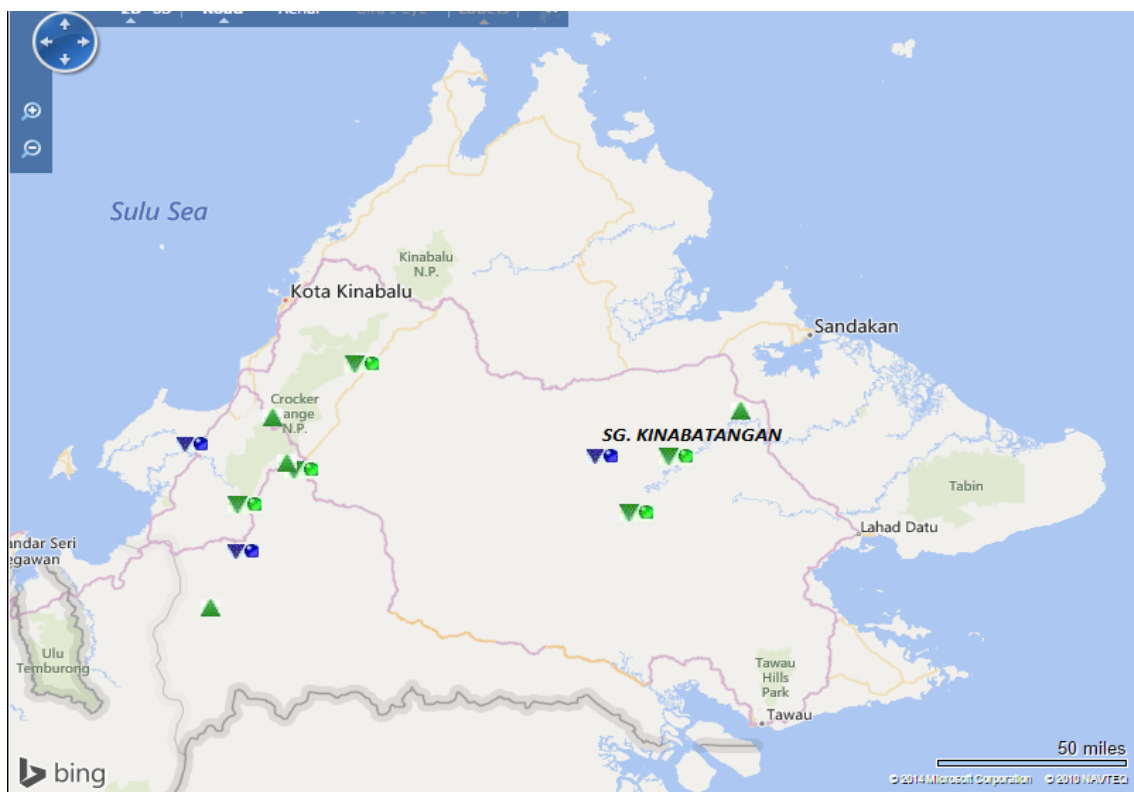 Sulu Sea
Kinabalu
N.P.
Kota Kinabalu
Sandakan
Crocker
ange
N.P.
SG. KINABATANGAN
Tabin
Lahad Datu
andar Seri
egawan
Ulu
Temburong
Tawau
Hills
Park
Tawau
50 miles
bing
© 2014 Microsoft Corporation © 2010 NAVTEQ